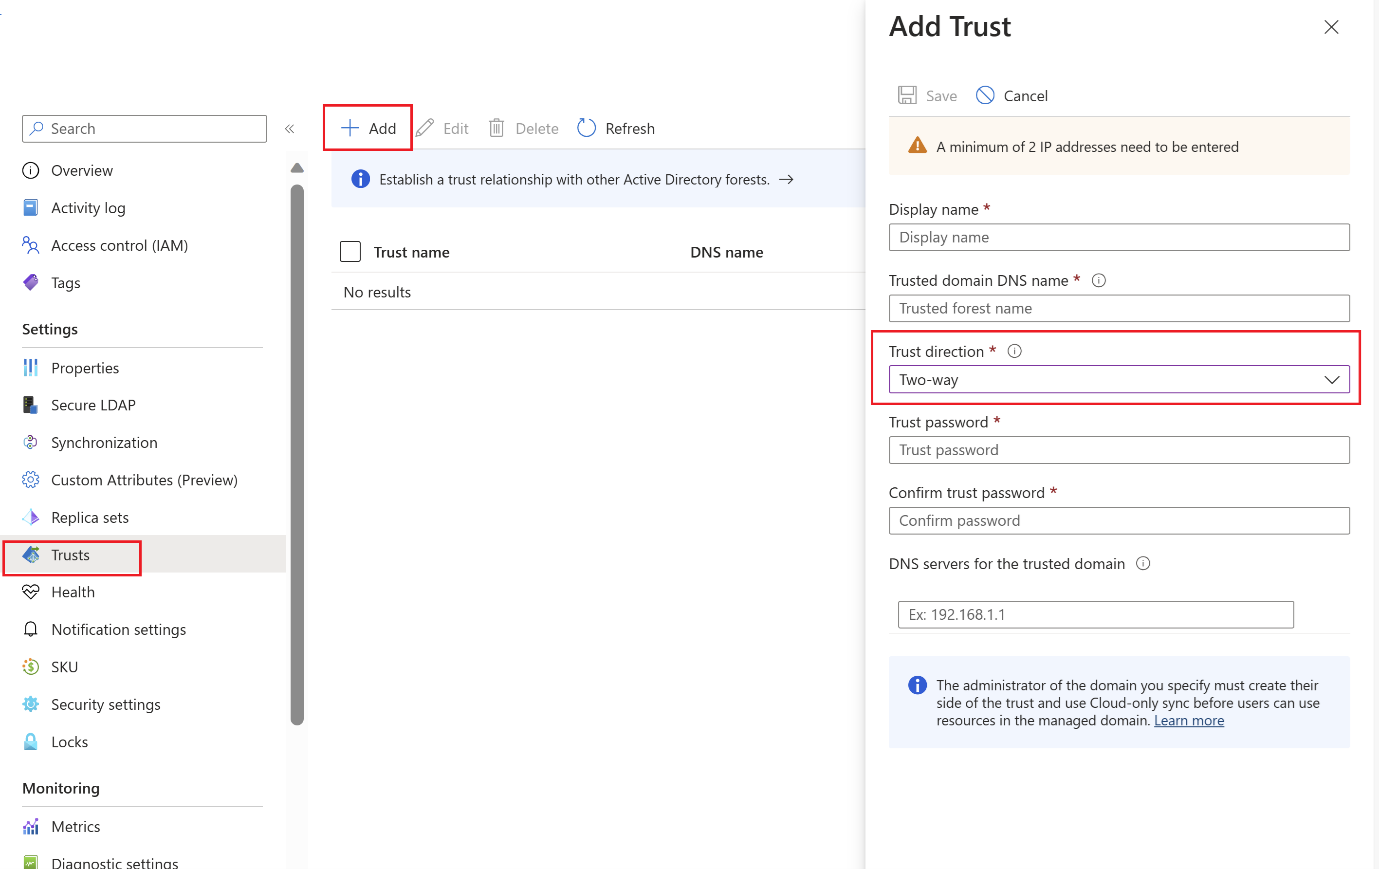 Search
«
Overview
Activity log
Access control (IAM)
Tags
Settings
Properties
Secure LDAP
Synchronization
Custom Attributes (Preview)
Replica sets
Trusts
Health
Notification settings
SKU
Security settings
Locks
Monitoring
Metrics
Diagnostic settings
Add Edit Delete Refresh
Establish a trust relationship with other Active Directory forests. →
Trust name DNS name
No results
Add Trust
Save Cancel
A minimum of 2 IP addresses need to be entered
Display name *
Display name
Trusted domain DNS name *
Trusted forest name
Trust direction *
Two-way
Trust password *
Trust password
Confirm trust password *
Confirm password
DNS servers for the trusted domain
Ex: 192.168.1.1
The administrator of the domain you specify must create their
side of the trust and use Cloud-only sync before users can use
resources in the managed domain. Learn more